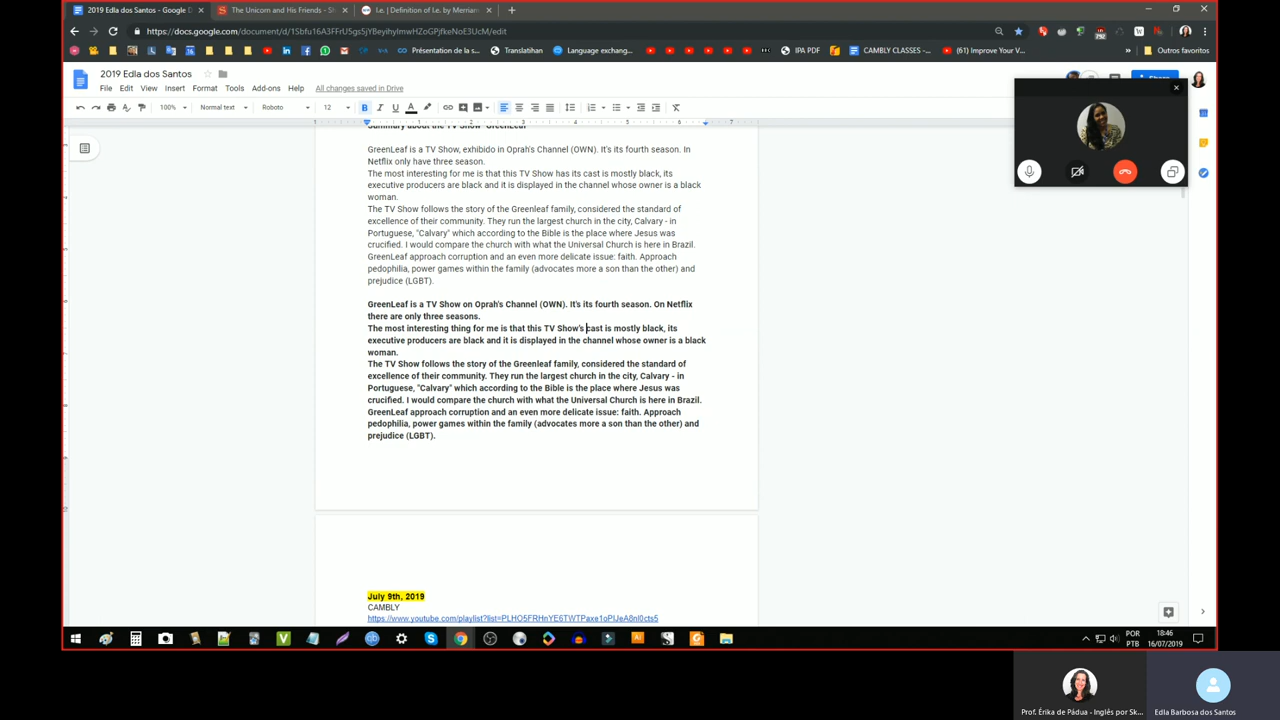 2019 Edla dos Santos - Google D
The Unicorn and His Friends - Sh
I.e. | Definition of I.e. by Merriam
https://docs.google.com/document/d/1Sbfu16A3FFrUSgs5jYBeyihyImwHZoGPjfkeNoE3UcM/edit
Présentation de la s...
Translatihan
Language exchang...
IPA PDF
CAMBLY CLASSES -...
(61) Improve Your V...
Outros favoritos
2019 Edla dos Santos
File Edit View Insert Format Tools Add-ons Help All changes saved in Drive
100% Normal text Roboto 12
Summary about the TV Show "GreenLeaf"
GreenLeaf is a TV Show, exhibido in Oprah's Channel (OWN). It's its fourth season. In
Netflix only have three season.
The most interesting for me is that this TV Show has its cast is mostly black, its
executive producers are black and it is displayed in the channel whose owner is a black
woman.
The TV Show follows the story of the Greenleaf family, considered the standard of
excellence of their community. They run the largest church in the city, Calvary - in
Portuguese, "Calvary" which according to the Bible is the place where Jesus was
crucified. I would compare the church with what the Universal Church is here in Brazil.
GreenLeaf approach corruption and an even more delicate issue: faith. Approach
pedophilia, power games within the family (advocates more a son than the other) and
prejudice (LGBT).
GreenLeaf is a TV Show on Oprah's Channel (OWN). It's its fourth season. On Netflix
there are only three seasons.
The most interesting thing for me is that this TV Show's cast is mostly black, its
executive producers are black and it is displayed in the channel whose owner is a black
woman.
The TV Show follows the story of the Greenleaf family, considered the standard of
excellence of their community. They run the largest church in the city, Calvary - in
Portuguese, "Calvary" which according to the Bible is the place where Jesus was
crucified. I would compare the church with what the Universal Church is here in Brazil.
GreenLeaf approach corruption and an even more delicate issue: faith. Approach
pedophilia, power games within the family (advocates more a son than the other) and
prejudice (LGBT).
July 9th, 2019
CAMBLY
https://www.youtube.com/playlist?list=PLHO5FRHnYE6TWTPaxe1oPlJeA8nl0cts5
POR
PTB
18:46
16/07/2019
Prof. Érika de Pádua - Inglês por Sk...
Edla Barbosa dos Santos